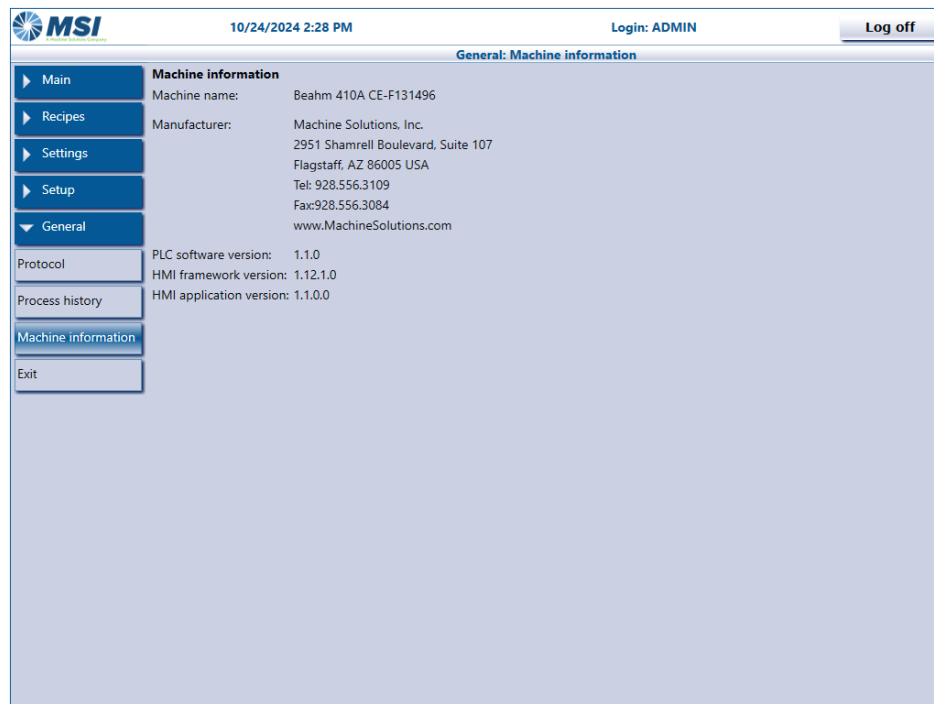 MSI
10/24/2024 2:28 PM
Login: ADMIN
Log off
General: Machine information
Main
Recipes
Settings
Setup
General
Protocol
Process history
Machine information
Exit
Machine information
Machine name: Beahm 410A CE-F131496
Manufacturer: Machine Solutions, Inc.
2951 Shamrell Boulevard, Suite 107
Flagstaff, AZ 86005 USA
Tel: 928.556.3109
Fax:928.556.3084
www.MachineSolutions.com
PLC software version: 1.1.0
HMI framework version: 1.12.1.0
HMI application version: 1.1.0.0